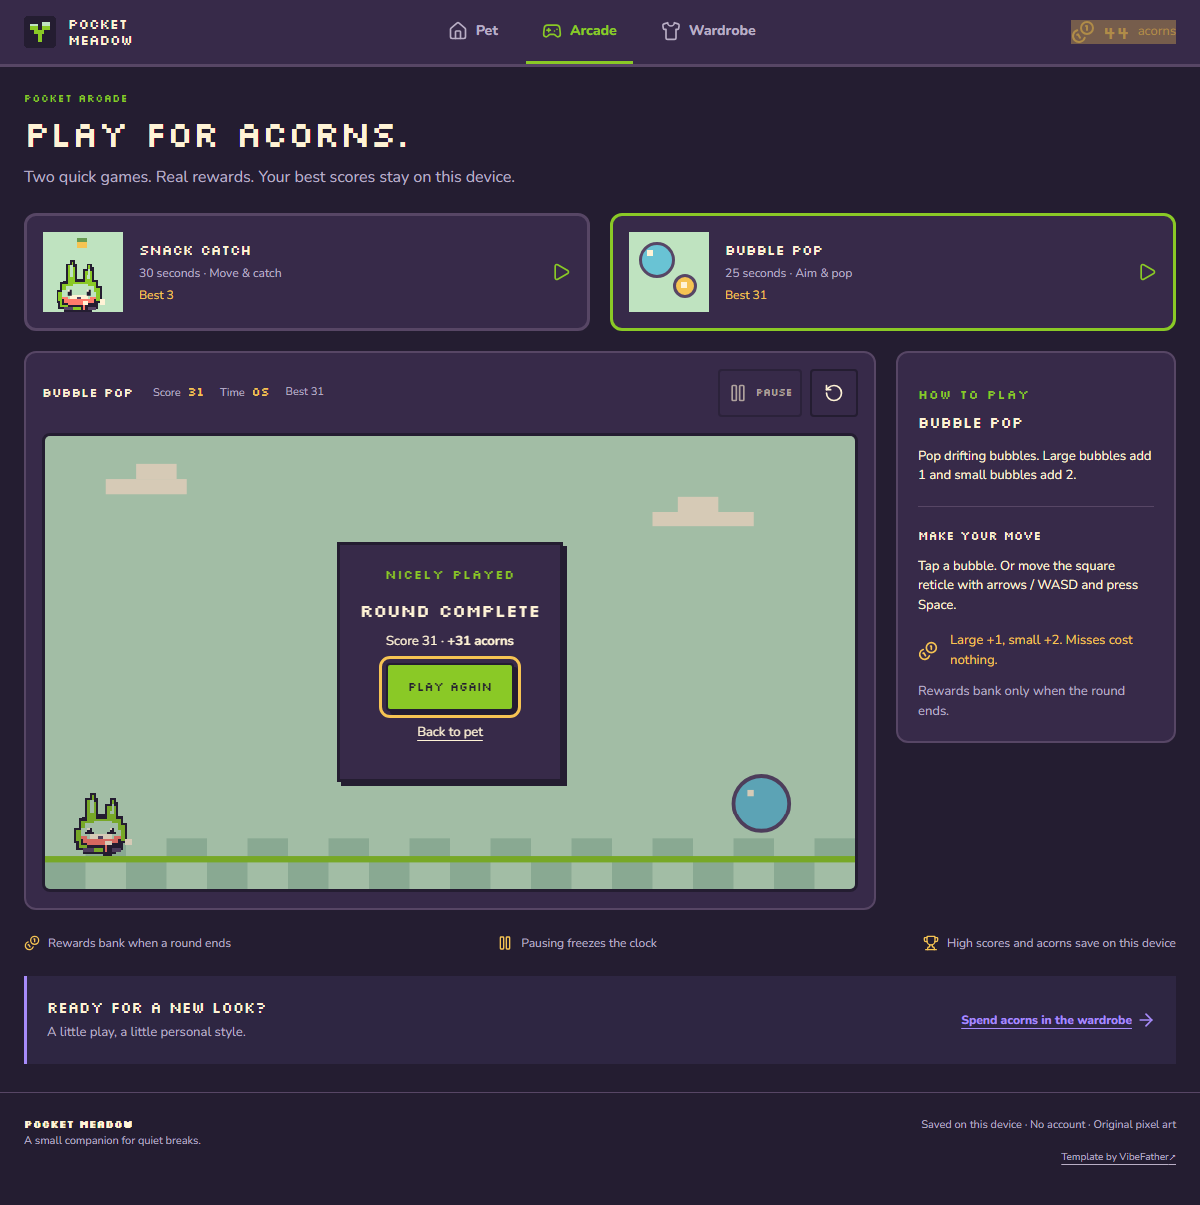 POCKET
MEADOW
Pet
Arcade
Wardrobe
44 acorns
POCKET ARCADE
PLAY FOR ACORNS.
Two quick games. Real rewards. Your best scores stay on this device.
SNACK CATCH
30 seconds · Move & catch
Best 3
BUBBLE POP
25 seconds · Aim & pop
Best 31
BUBBLE POP
Score 31
Time 0S
Best 31
PAUSE
NICELY PLAYED
ROUND COMPLETE
Score 31 · +31 acorns
PLAY AGAIN
Back to pet
HOW TO PLAY
BUBBLE POP
Pop drifting bubbles. Large bubbles add
1 and small bubbles add 2.
MAKE YOUR MOVE
Tap a bubble. Or move the square
reticle with arrows / WASD and press
Space.
Large +1, small +2. Misses cost
nothing.
Rewards bank only when the round
ends.
Rewards bank when a round ends
Pausing freezes the clock
High scores and acorns save on this device
READY FOR A NEW LOOK?
A little play, a little personal style.
Spend acorns in the wardrobe
POCKET MEADOW
A small companion for quiet breaks.
Saved on this device · No account · Original pixel art
Template by VibeFather↗